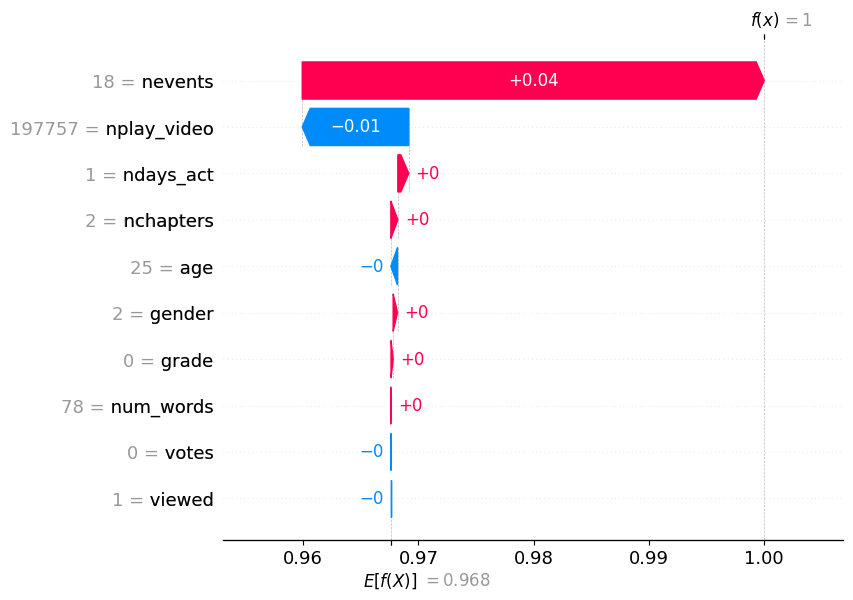 f(x) = 1
18 = nevents
+0.04
197757 = nplay_video
−0.01
1 = ndays_act
+0
2 = nchapters
+0
25 = age
−0
2 = gender
+0
0 = grade
+0
78 = num_words
+0
0 = votes
−0
1 = viewed
−0
0.96 0.97 0.98 0.99 1.00
E[f(X)] = 0.968